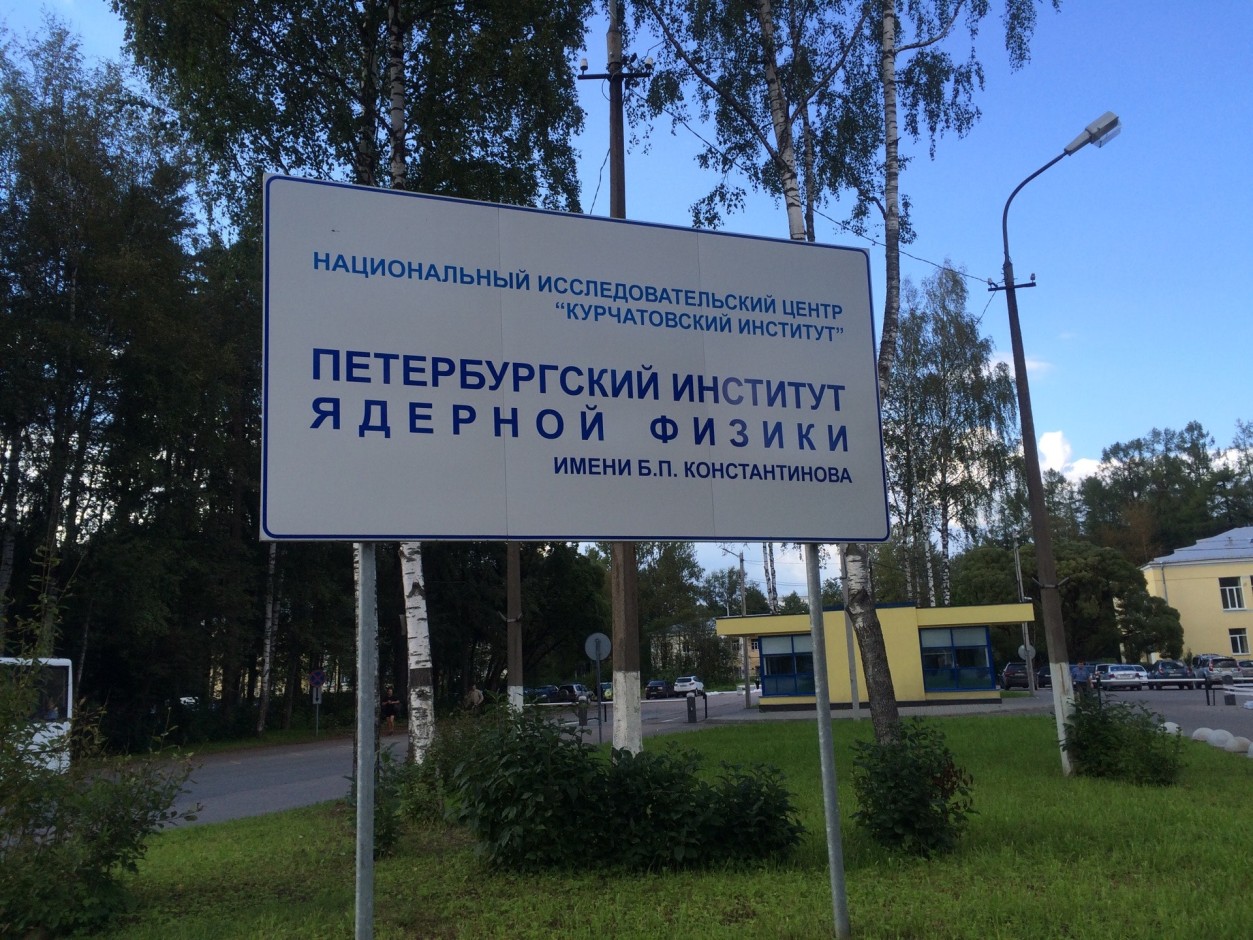 НАЦИОНАЛЬНЫЙ ИССЛЕДОВАТЕЛЬСКИЙ ЦЕНТР
“КУРЧАТОВСКИЙ ИНСТИТУТ”
ПЕТЕРБУРГСКИЙ ИНСТИТУТ
ЯДЕРНОЙ ФИЗИКИ
ИМЕНИ Б.П. КОНСТАНТИНОВА